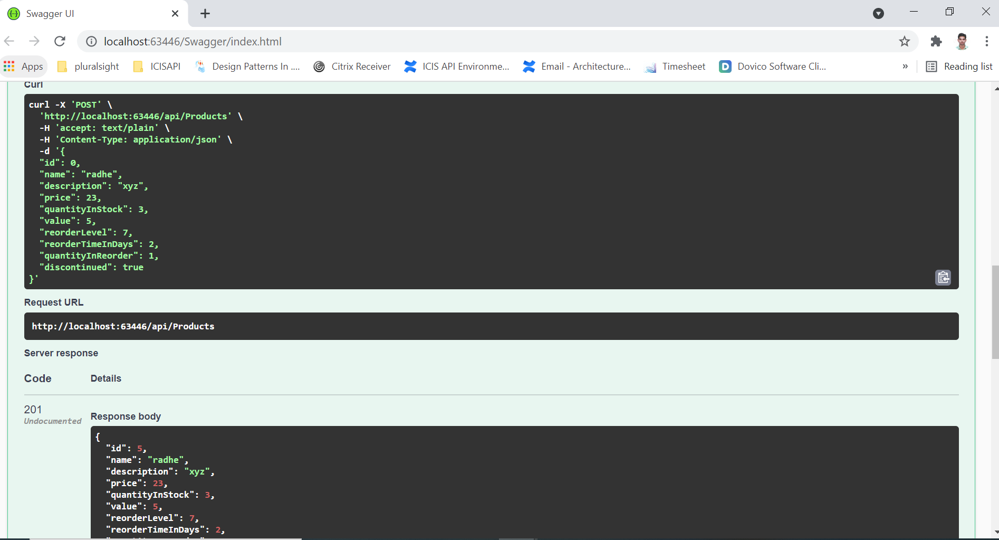 Swagger UI
localhost:63446/Swagger/index.html
Apps pluralsight ICISAPI Design Patterns In .... Citrix Receiver ICIS API Environme... Email - Architecture... Timesheet Dovico Software Cli... » Reading list
Curl
curl -X 'POST' \
'http://localhost:63446/api/Products' \
-H 'accept: text/plain' \
-H 'Content-Type: application/json' \
-d '{
"id": 0,
"name": "radhe",
"description": "xyz",
"price": 23,
"quantityInStock": 3,
"value": 5,
"reorderLevel": 7,
"reorderTimeInDays": 2,
"quantityInReorder": 1,
"discontinued": true
}'
Request URL
http://localhost:63446/api/Products
Server response
Code Details
201
Undocumented
Response body
{
"id": 5,
"name": "radhe",
"description": "xyz",
"price": 23,
"quantityInStock": 3,
"value": 5,
"reorderLevel": 7,
"reorderTimeInDays": 2,